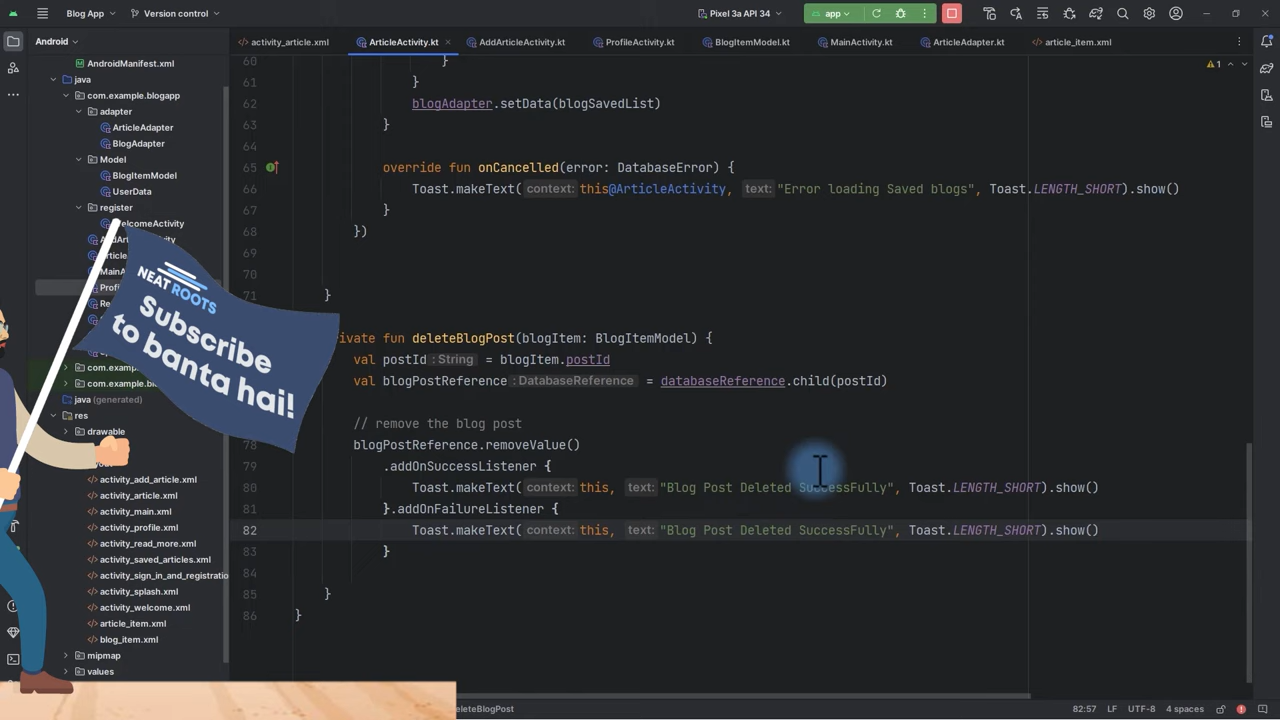 Blog App
Version control
Pixel 3a API 34
app
Android
activity_article.xml
ArticleActivity.kt
AddArticleActivity.kt
ProfileActivity.kt
BlogItemModel.kt
MainActivity.kt
ArticleAdapter.kt
article_item.xml
AndroidManifest.xml
java
com.example.blogapp
adapter
ArticleAdapter
BlogAdapter
Model
BlogItemModel
UserData
register
elcomeActivity
java (generated)
res
drawable
activity_add_article.xml
activity_article.xml
activity_main.xml
activity_profile.xml
activity_read_more.xml
activity_saved_articles.xml
activity_sign_in_and_registratio
activity_splash.xml
activity_welcome.xml
article_item.xml
blog_item.xml
mipmap
values
NEAT ROOTS
Subscribe
to banta hai!
60 }
61 }
62 blogAdapter.setData(blogSavedList)
63 }
64
65 override fun onCancelled(error: DatabaseError) {
66 Toast.makeText( context: this@ArticleActivity, text: "Error loading Saved blogs", Toast.LENGTH_SHORT).show()
67 }
68 })
69
70
71 }
ivate fun deleteBlogPost(blogItem: BlogItemModel) {
val postId : String = blogItem.postId
val blogPostReference : DatabaseReference = databaseReference.child(postId)
// remove the blog post
78 blogPostReference.removeValue()
79 .addOnSuccessListener {
80 Toast.makeText( context: this, text: "Blog Post Deleted SuccessFully", Toast.LENGTH_SHORT).show()
81 }.addOnFailureListener {
82 Toast.makeText( context: this, text: "Blog Post Deleted SuccessFully", Toast.LENGTH_SHORT).show()
83 }
84
85 }
86 }
1
eleteBlogPost
82:57 LF UTF-8 4 spaces